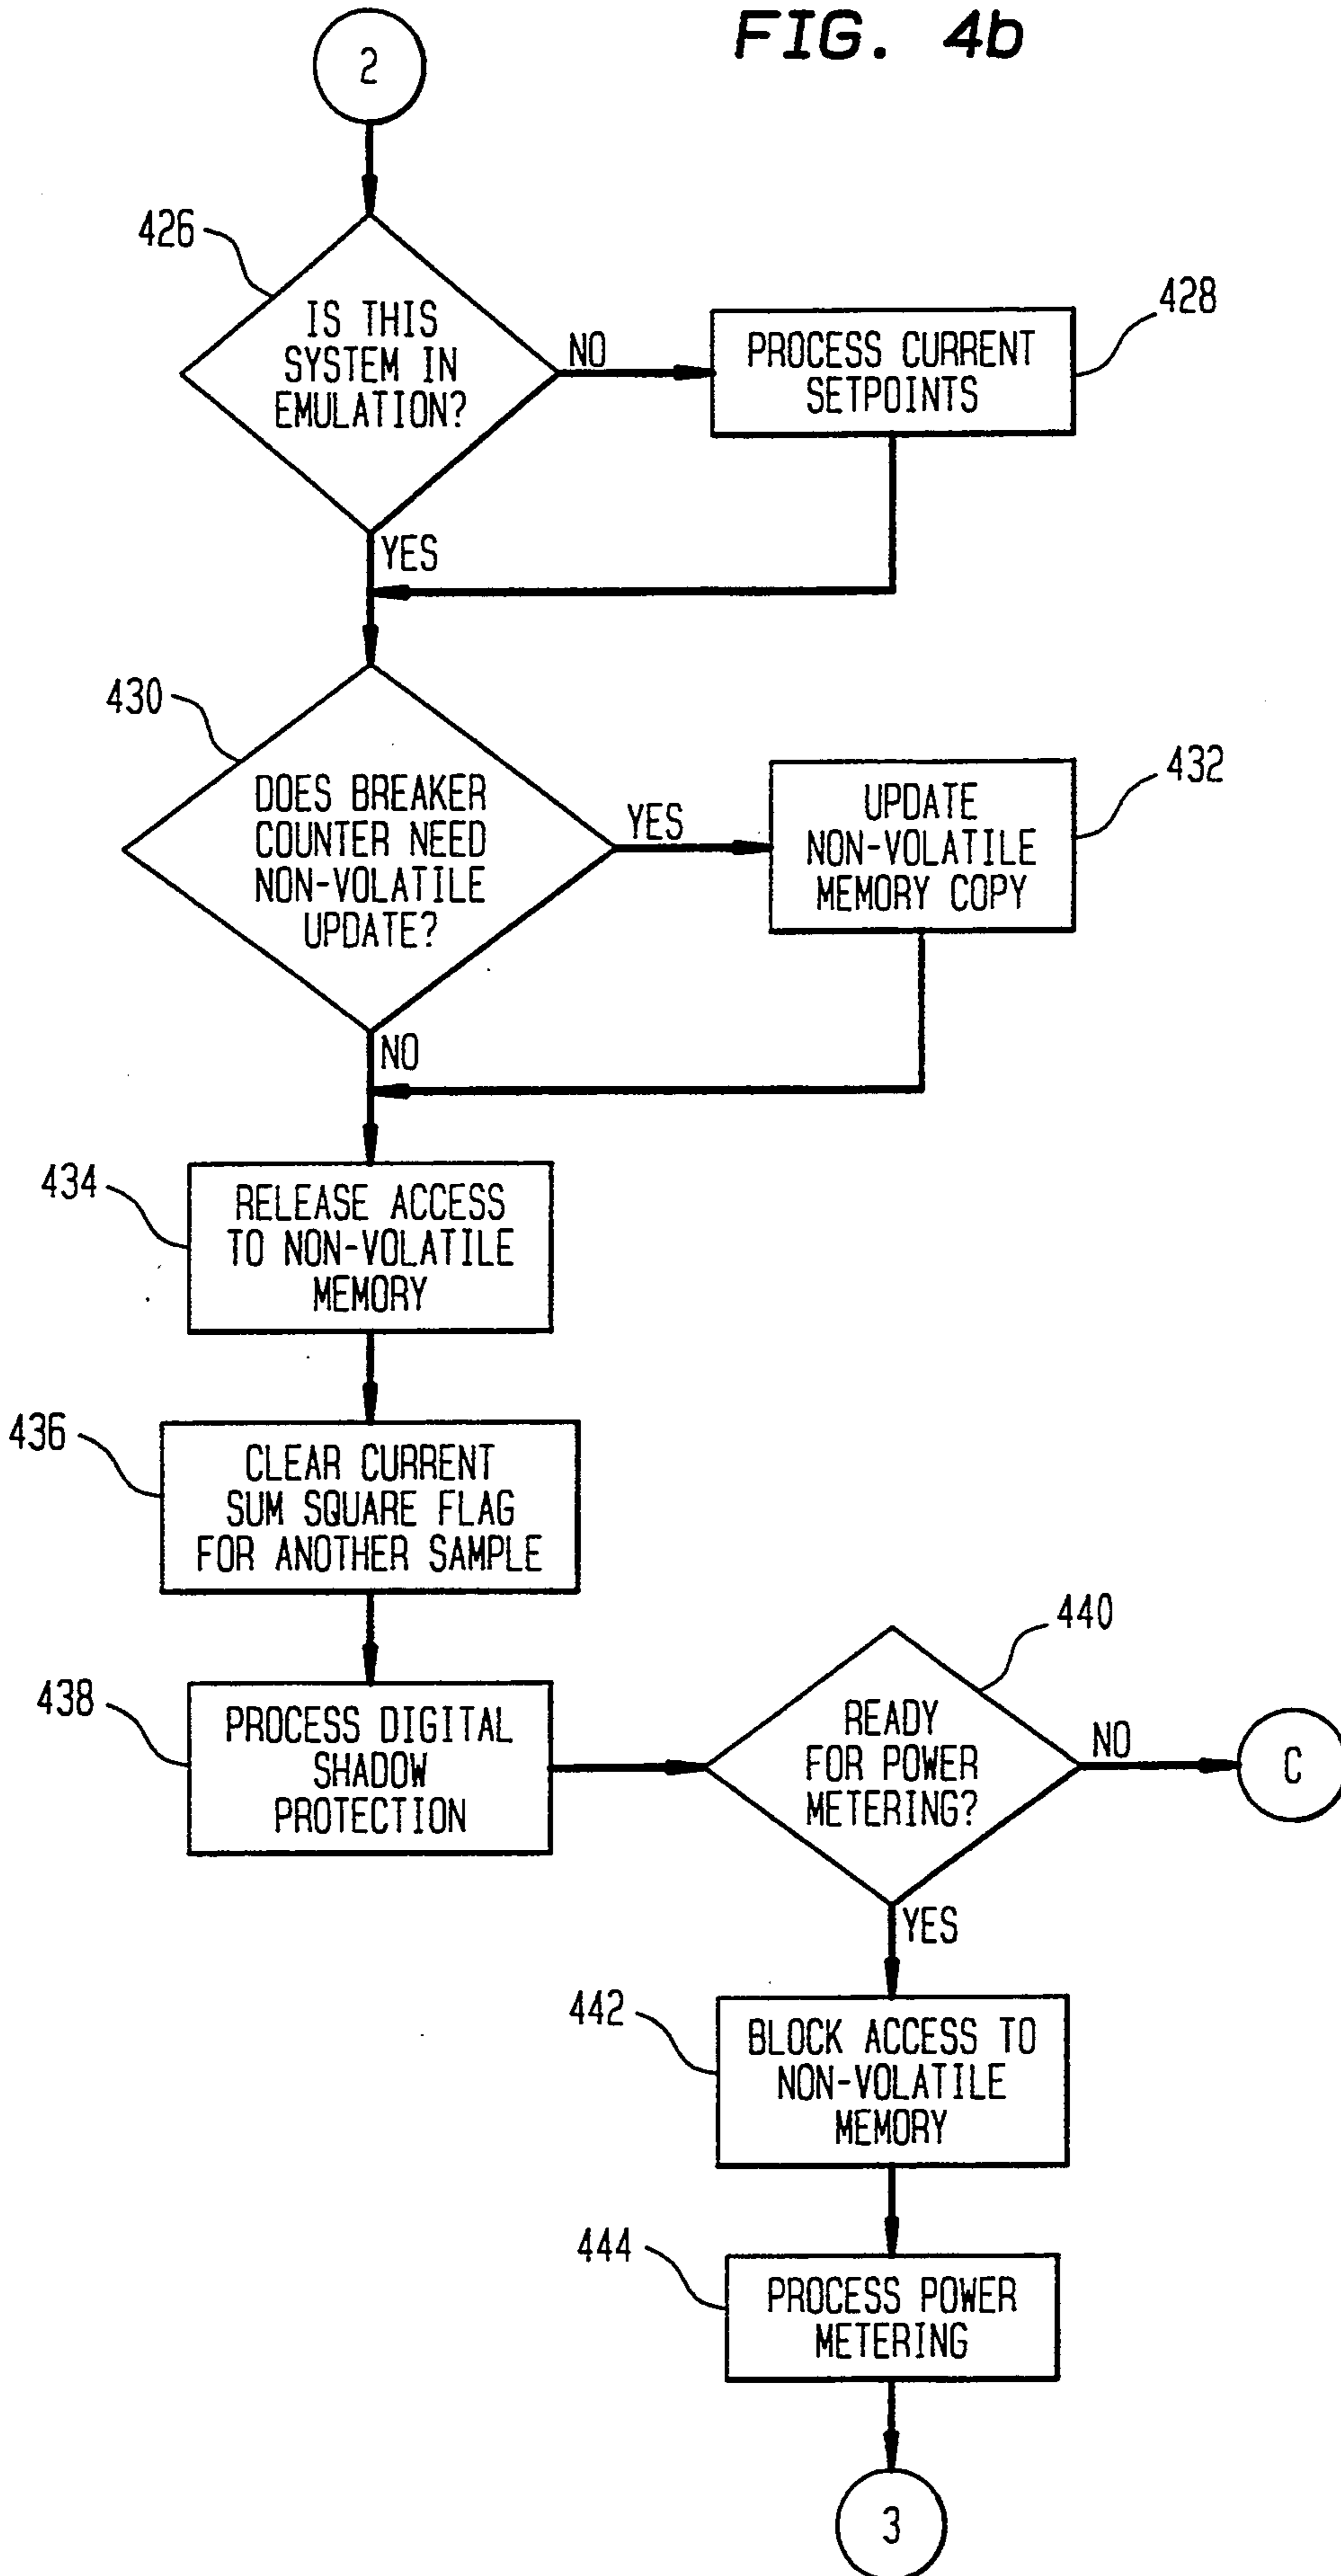 FIG. 4b
2
426
IS THIS
SYSTEM IN
EMULATION?
NO
428
PROCESS CURRENT
SETPOINTS
YES
430
DOES BREAKER
COUNTER NEED
NON-VOLATILE
UPDATE?
YES
432
UPDATE
NON-VOLATILE
MEMORY COPY
NO
434
RELEASE ACCESS
TO NON-VOLATILE
MEMORY
436
CLEAR CURRENT
SUM SQUARE FLAG
FOR ANOTHER SAMPLE
438
PROCESS DIGITAL
SHADOW
PROTECTION
440
READY
FOR POWER
METERING?
NO
C
YES
442
BLOCK ACCESS TO
NON-VOLATILE
MEMORY
444
PROCESS POWER
METERING
3